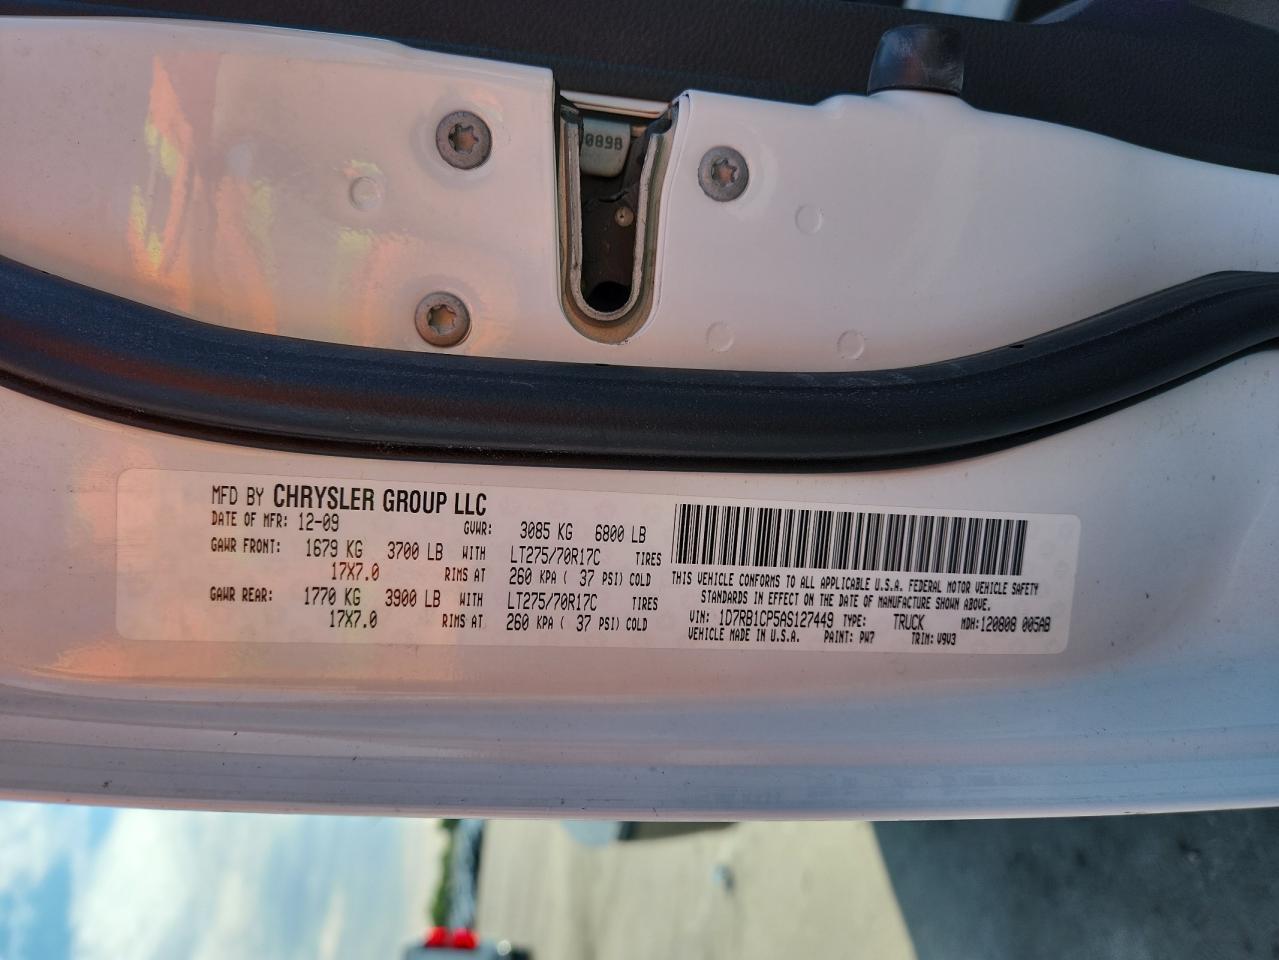 0898
MFD BY CHRYSLER GROUP LLC
DATE OF MFR: 12-09 GVWR: 3085 KG 6800 LB
GAWR FRONT: 1679 KG 3700 LB WITH LT275/70R17C TIRES
17X7.0 RIMS AT 260 KPA ( 37 PSI) COLD
GAWR REAR: 1770 KG 3900 LB WITH LT275/70R17C TIRES
17X7.0 RIMS AT 260 KPA ( 37 PSI) COLD
THIS VEHICLE CONFORMS TO ALL APPLICABLE U.S.A. FEDERAL MOTOR VEHICLE SAFETY
STANDARDS IN EFFECT ON THE DATE OF MANUFACTURE SHOWN ABOVE.
VIN: 1D7RB1CP5AS127449 TYPE: TRUCK MDH: 120808 005AB
VEHICLE MADE IN U.S.A. PAINT: PW7 TRIM: V9V3